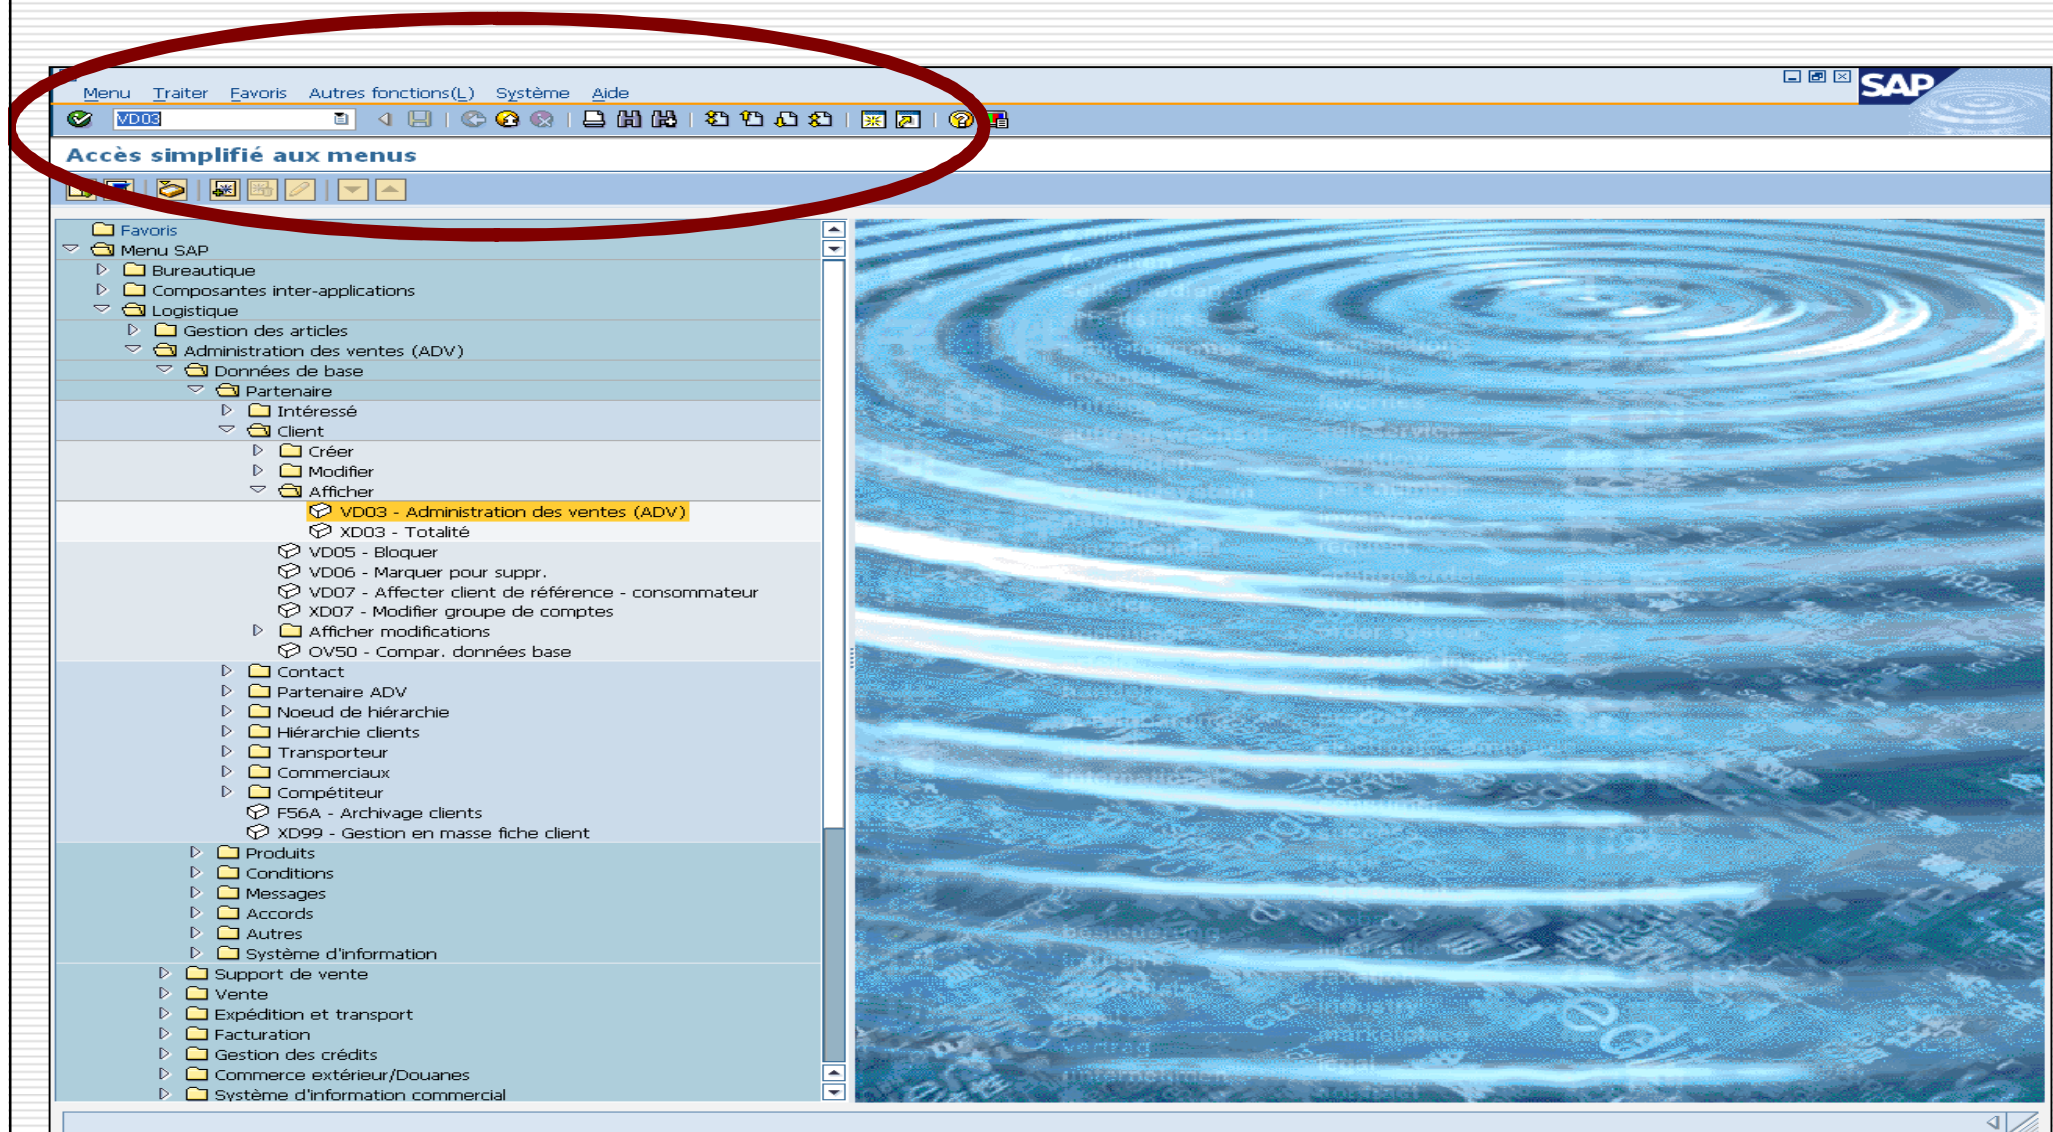 SAP
Menu Traiter Favoris Autres fonctions(L) Système Aide
VD03
Accès simplifié aux menus
Favoris
Menu SAP
Bureautique
Composantes inter-applications
Logistique
Gestion des articles
Administration des ventes (ADV)
Données de base
Partenaire
Intéressé
Client
Créer
Modifier
Afficher
VD03 - Administration des ventes (ADV)
XD03 - Totalité
VD05 - Bloquer
VD06 - Marquer pour suppr.
VD07 - Affecter client de référence - consommateur
XD07 - Modifier groupe de comptes
Afficher modifications
OV50 - Compar. données base
Contact
Partenaire ADV
Noeud de hiérarchie
Hiérarchie clients
Transporteur
Commerciaux
Compétiteur
F56A - Archivage clients
XD99 - Gestion en masse fiche client
Produits
Conditions
Messages
Accords
Autres
Système d'information
Support de vente
Vente
Expédition et transport
Facturation
Gestion des crédits
Commerce extérieur/Douanes
Système d'information commercial